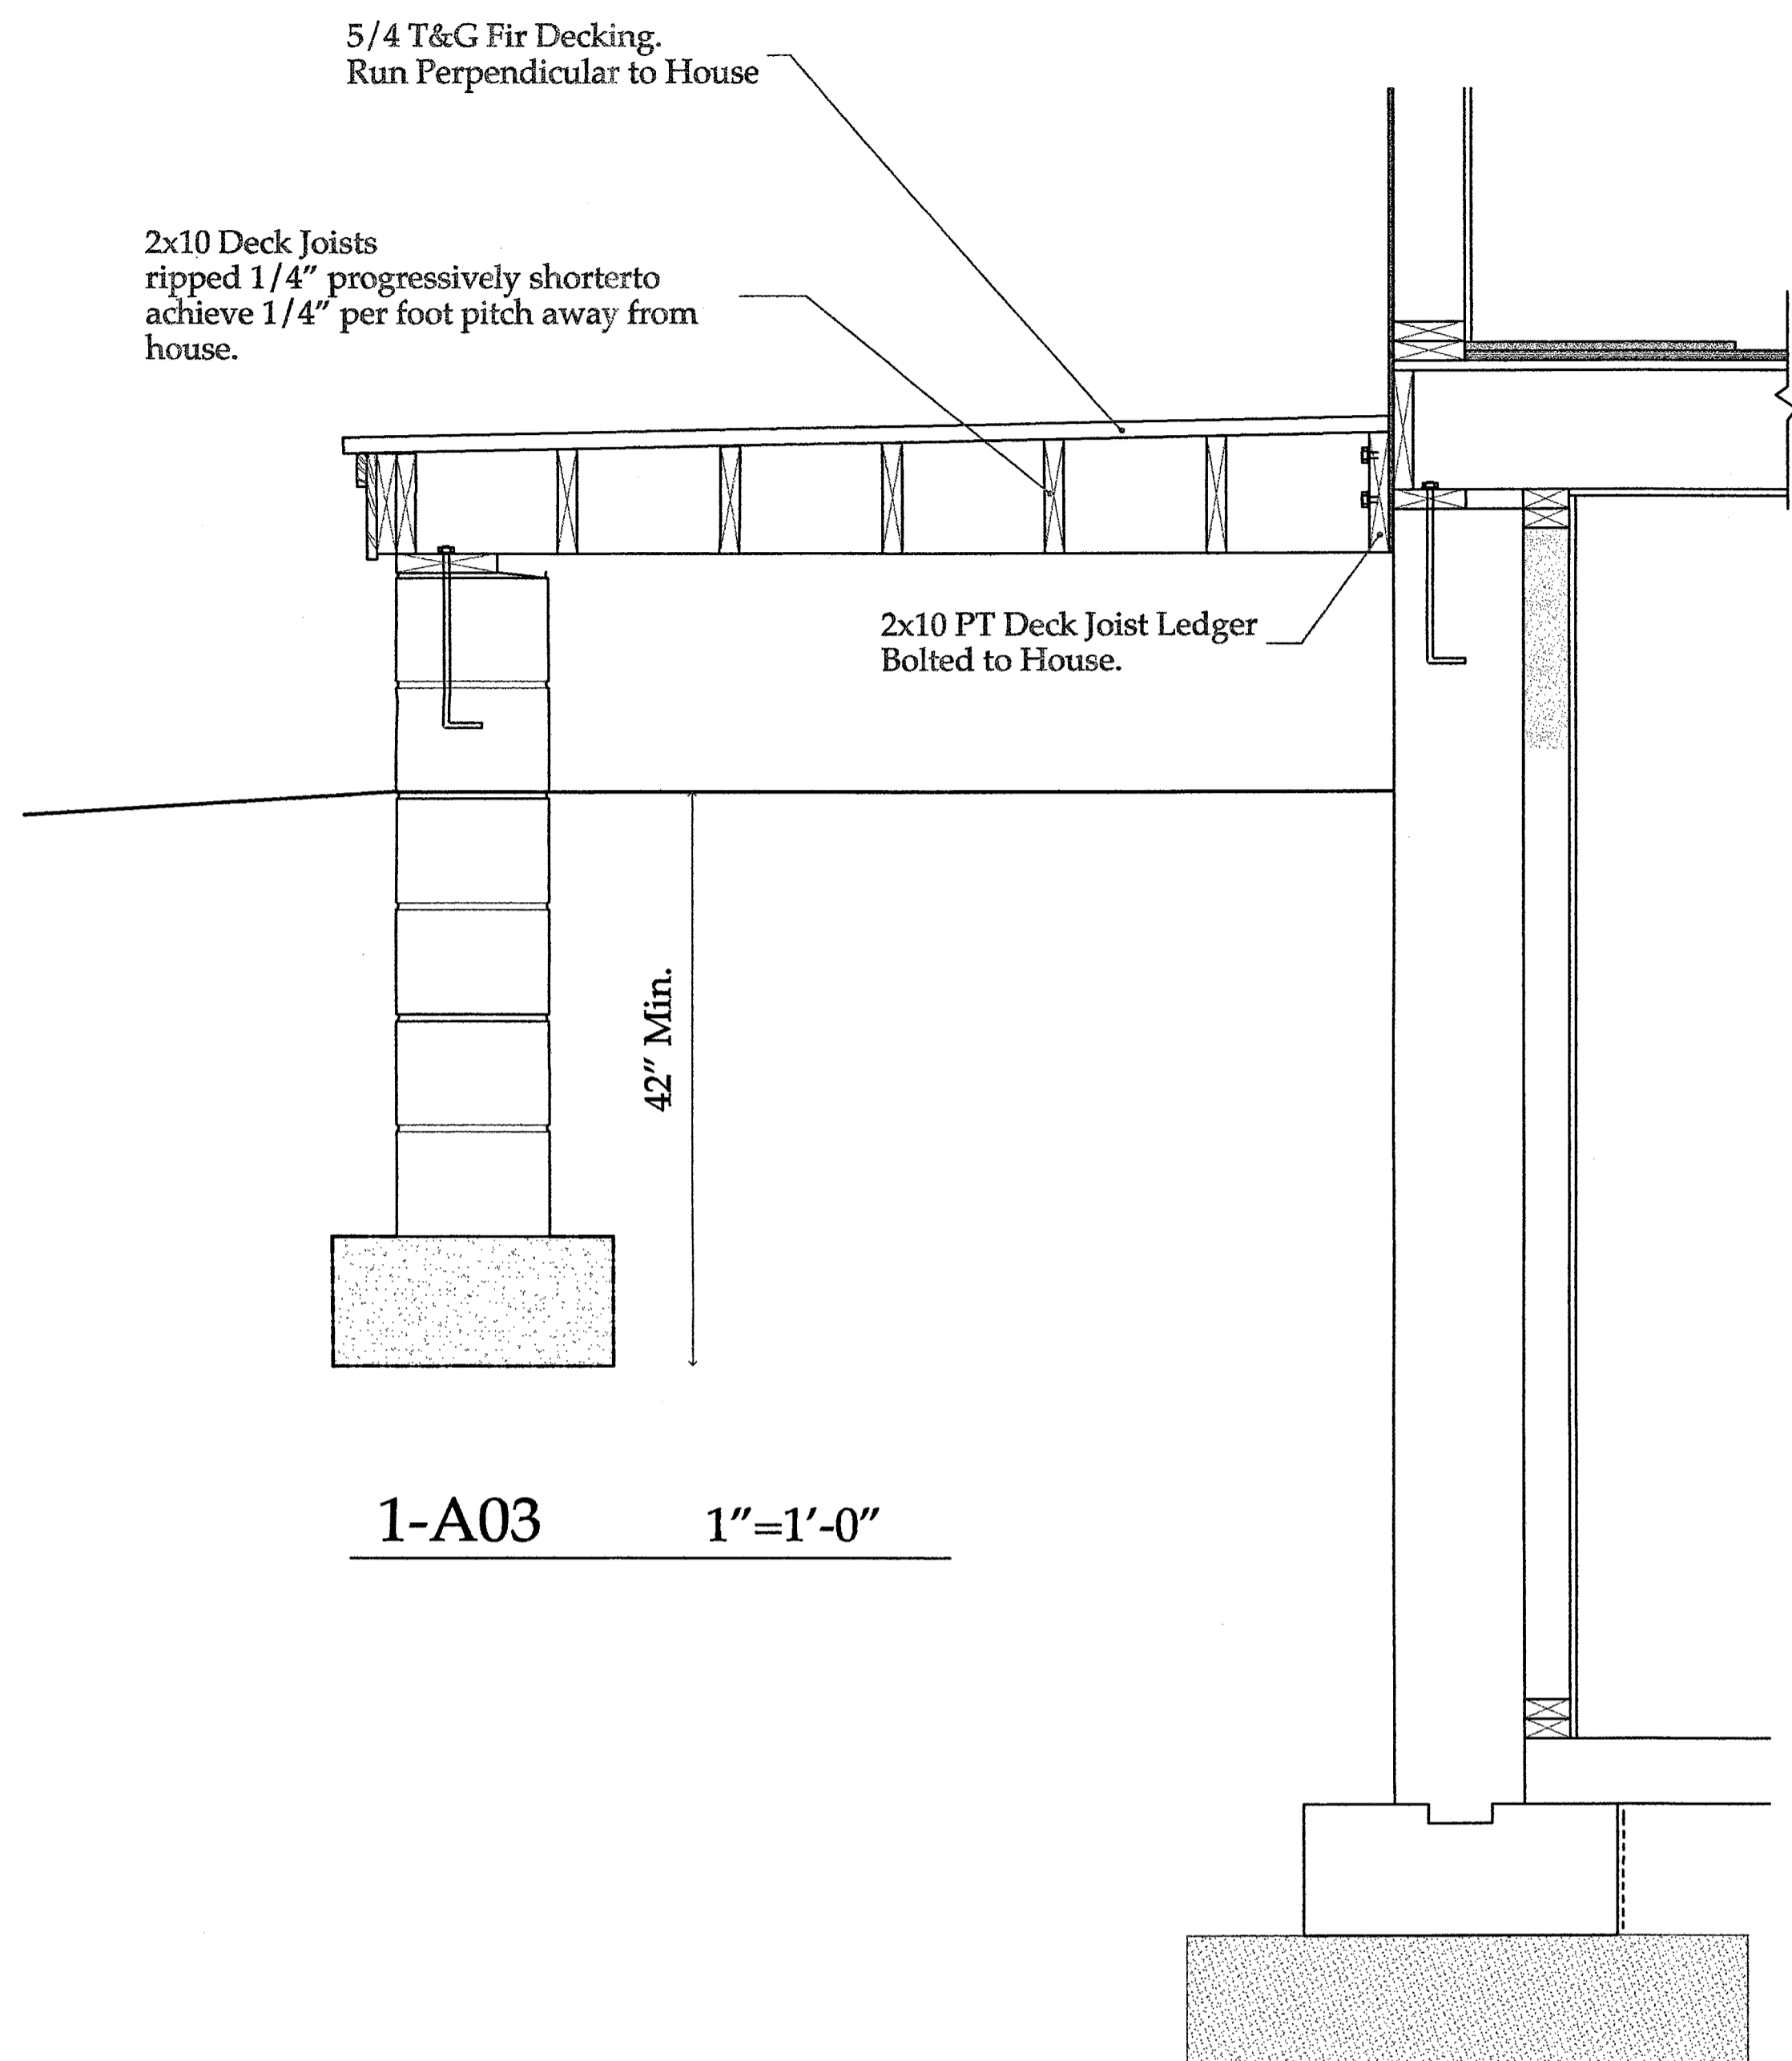 5/4 T&G Fir Decking.
Run Perpendicular to House
2x10 Deck Joists
ripped 1/4" progressively shorterto
achieve 1/4" per foot pitch away from
house.
2x10 PT Deck Joist Ledger
Bolted to House.
42" Min.
1-A03 1"=1'-0"